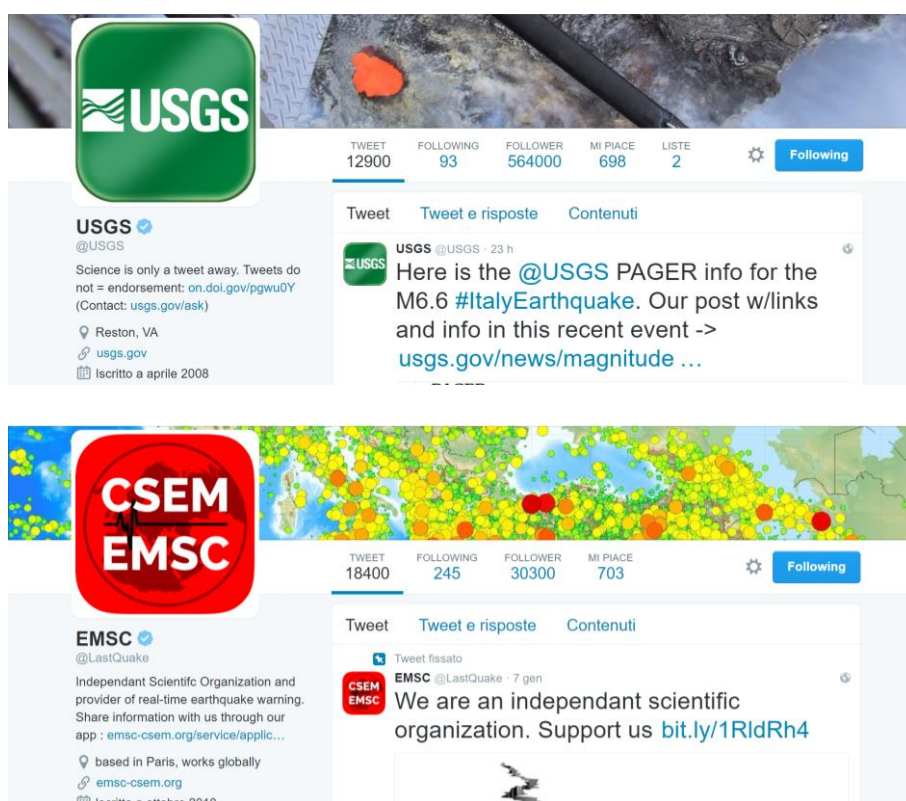 USGS
TWEET FOLLOWING FOLLOWER MI PIACE LISTE
12900 93 564000 698 2
Following
USGS
@USGS
Science is only a tweet away. Tweets do
not = endorsement: on.doi.gov/pgwu0Y
(Contact: usgs.gov/ask)
Reston, VA
usgs.gov
Iscritto a aprile 2008
Tweet Tweet e risposte Contenuti
USGS
USGS @USGS · 23 h
Here is the @USGS PAGER info for the
M6.6 #ItalyEarthquake. Our post w/links
and info in this recent event ->
usgs.gov/news/magnitude …
CSEM
EMSC
TWEET FOLLOWING FOLLOWER MI PIACE
18400 245 30300 703
Following
EMSC
@LastQuake
Independant Scientifc Organization and
provider of real-time earthquake warning.
Share information with us through our
app : emsc-csem.org/service/applic…
based in Paris, works globally
emsc-csem.org
Tweet Tweet e risposte Contenuti
Tweet fissato
CSEM
EMSC
EMSC @LastQuake · 7 gen
We are an independant scientific
organization. Support us bit.ly/1RldRh4